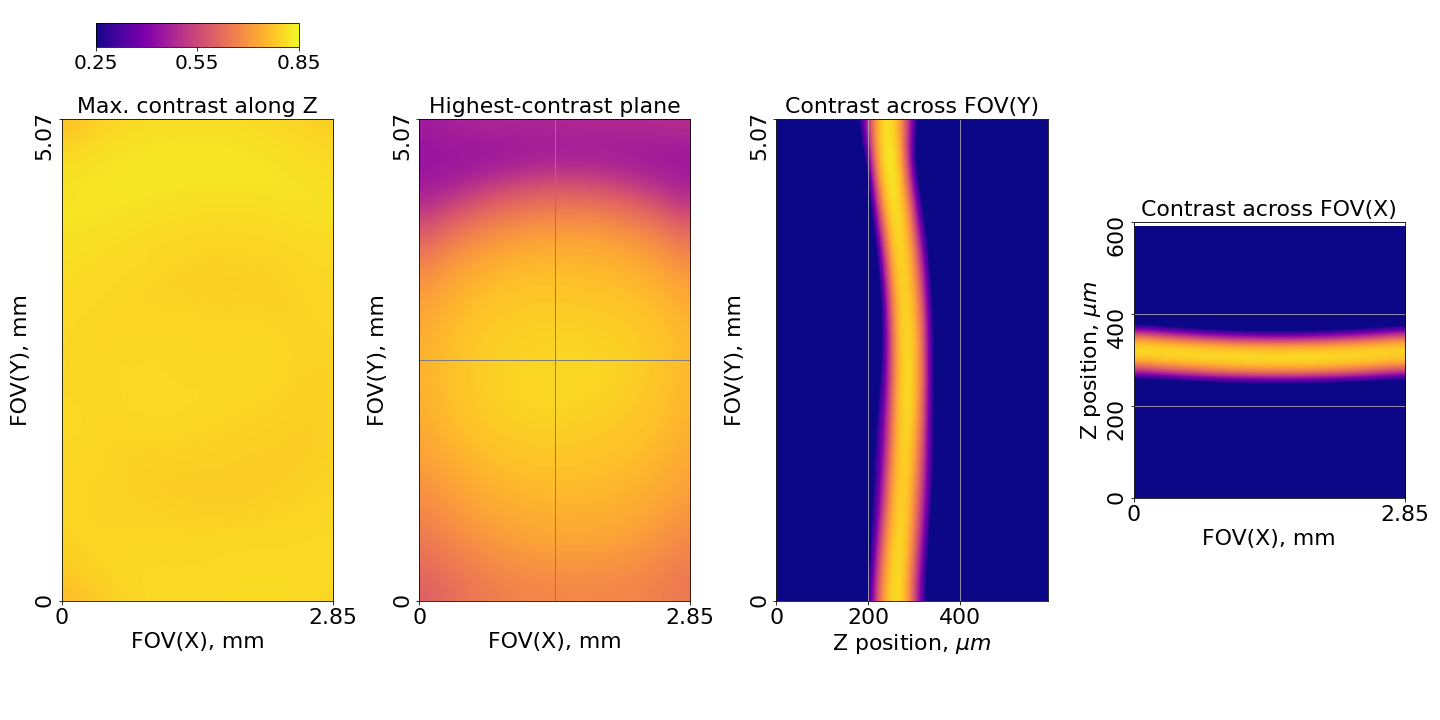 0.25 0.55 0.85
Max. contrast along Z
5.07
FOV(Y), mm
0
0 2.85
FOV(X), mm
Highest-contrast plane
5.07
FOV(Y), mm
0
0 2.85
FOV(X), mm
Contrast across FOV(Y)
5.07
FOV(Y), mm
0
0 200 400
Z position, μm
Contrast across FOV(X)
600
400
200
0
Z position, μm
0 2.85
FOV(X), mm